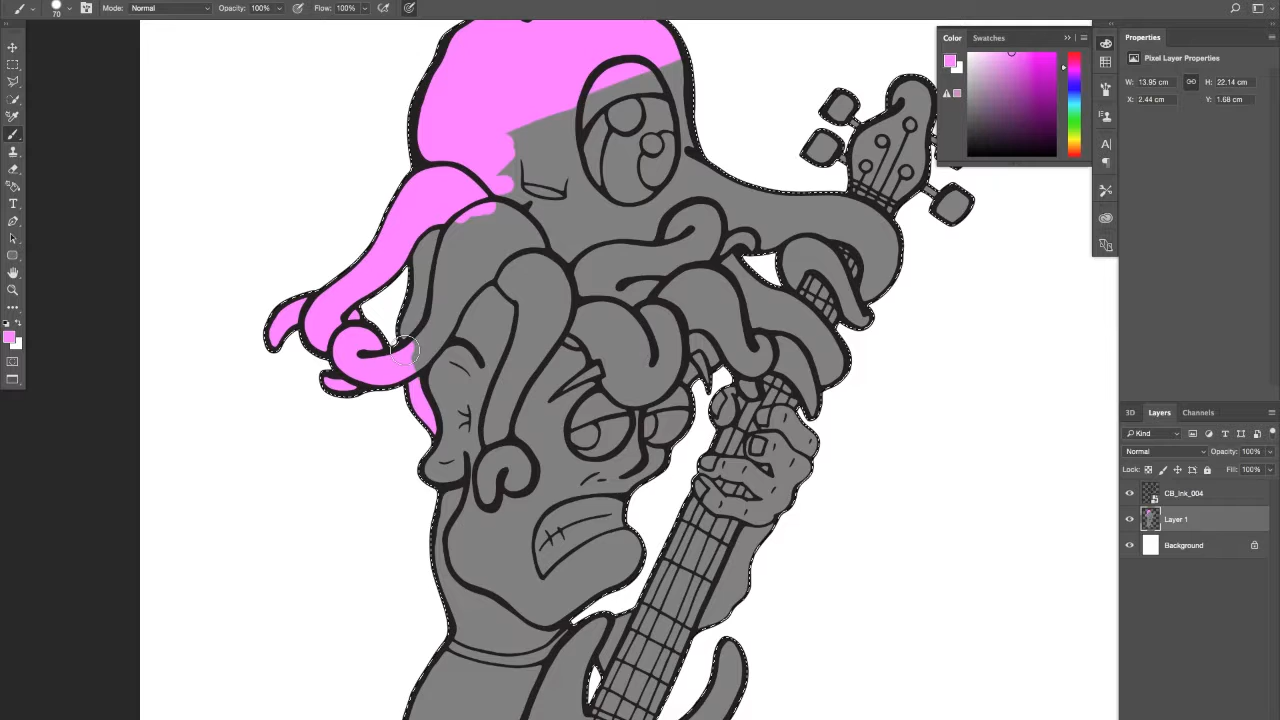 70 Mode: Normal Opacity: 100% Flow: 100%
Color Swatches
Properties
Pixel Layer Properties
W: 13.95 cm H: 22.14 cm
X: 2.44 cm Y: 1.68 cm
3D Layers Channels
Kind
Normal Opacity: 100%
Lock: Fill: 100%
CB_Ink_004
Layer 1
Background